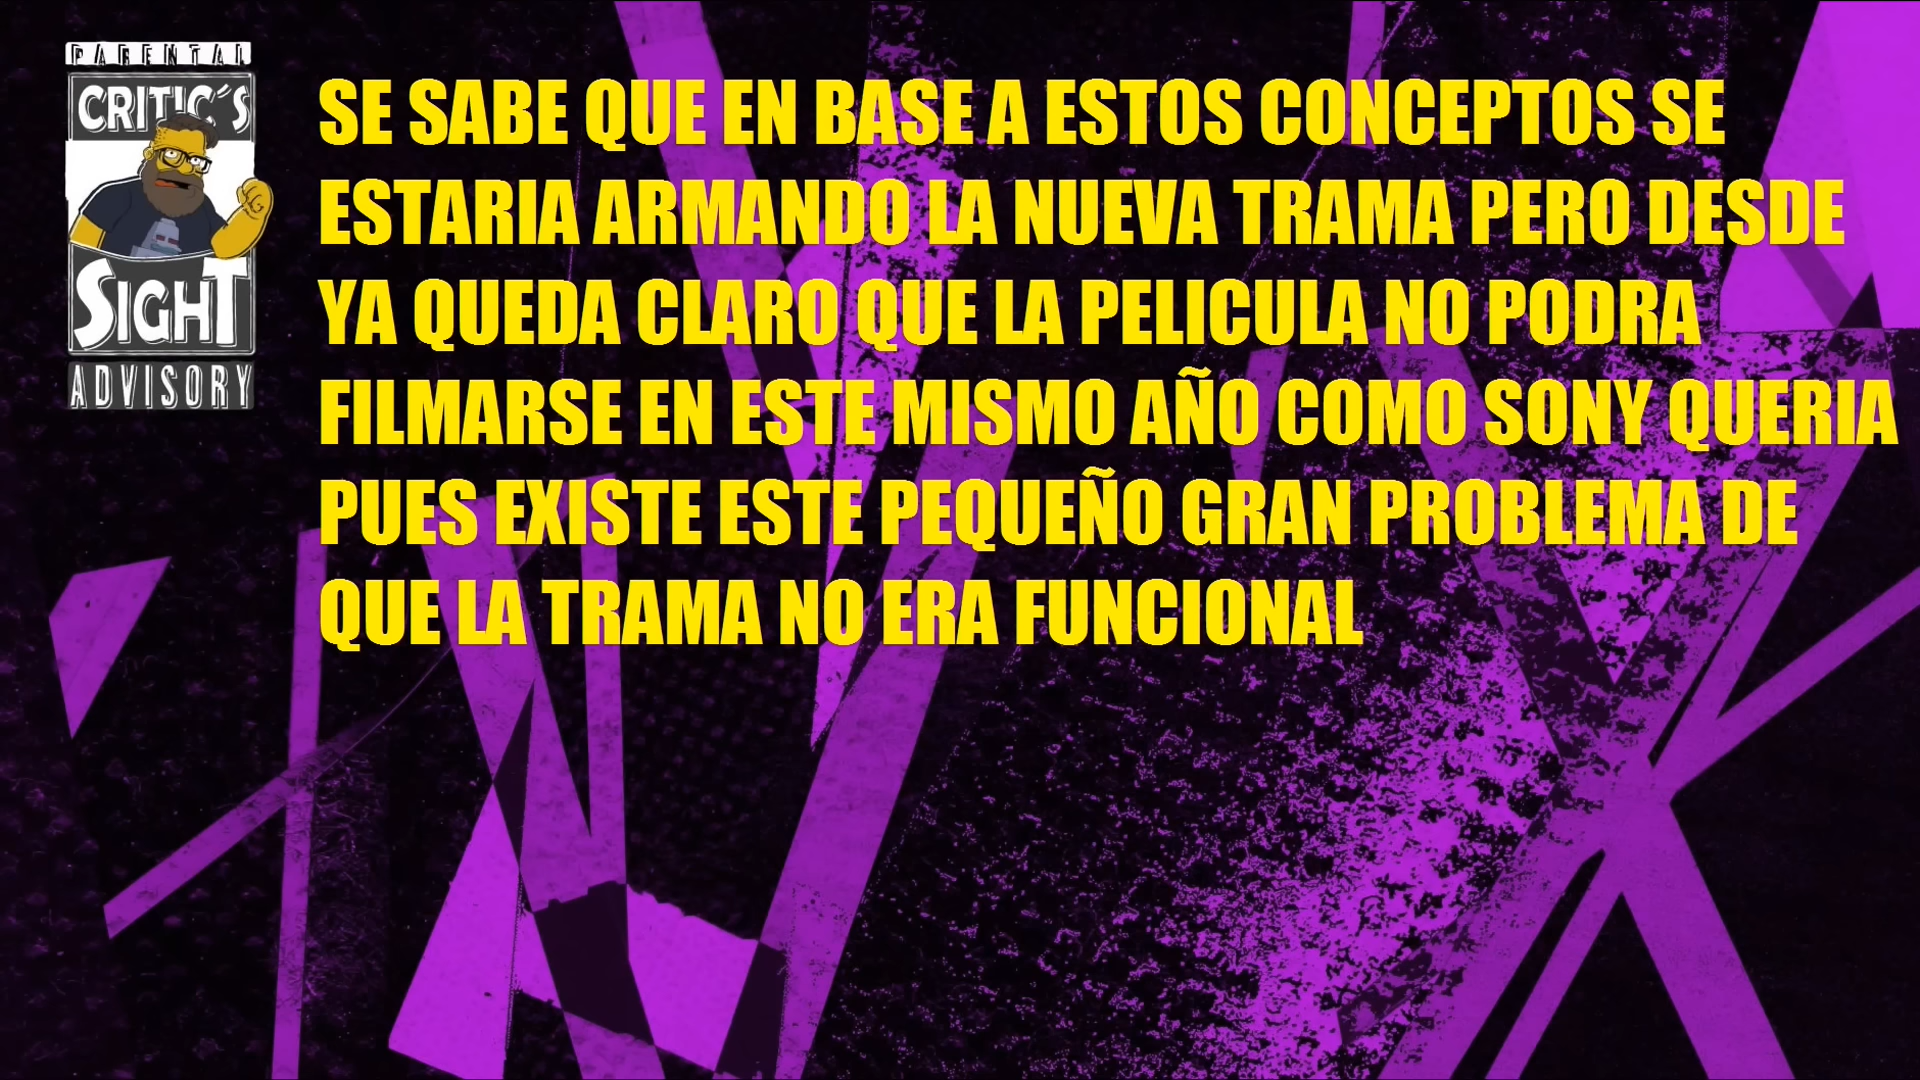 PARENTAL
CRITIC´S
SIGHT
ADVISORY
SE SABE QUE EN BASE A ESTOS CONCEPTOS SE
ESTARIA ARMANDO LA NUEVA TRAMA PERO DESDE
YA QUEDA CLARO QUE LA PELICULA NO PODRA
FILMARSE EN ESTE MISMO AÑO COMO SONY QUERIA
PUES EXISTE ESTE PEQUEÑO GRAN PROBLEMA DE
QUE LA TRAMA NO ERA FUNCIONAL